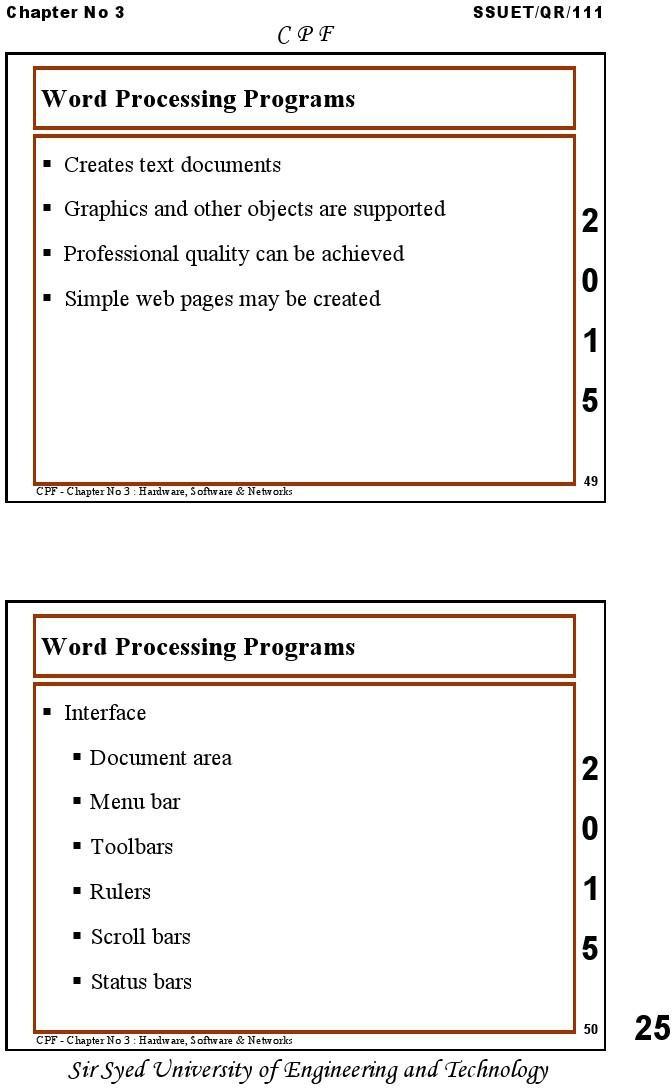 Chapter No 3 SSUET/QR/111
C P F
Word Processing Programs
▪ Creates text documents
▪ Graphics and other objects are supported
▪ Professional quality can be achieved
▪ Simple web pages may be created
2
0
1
5
49
CPF - Chapter No 3 : Hardware, Software & Networks
Word Processing Programs
▪ Interface
▪ Document area
▪ Menu bar
▪ Toolbars
▪ Rulers
▪ Scroll bars
▪ Status bars
2
0
1
5
50
25
CPF - Chapter No 3 : Hardware, Software & Networks
Sir Syed University of Engineering and Technology